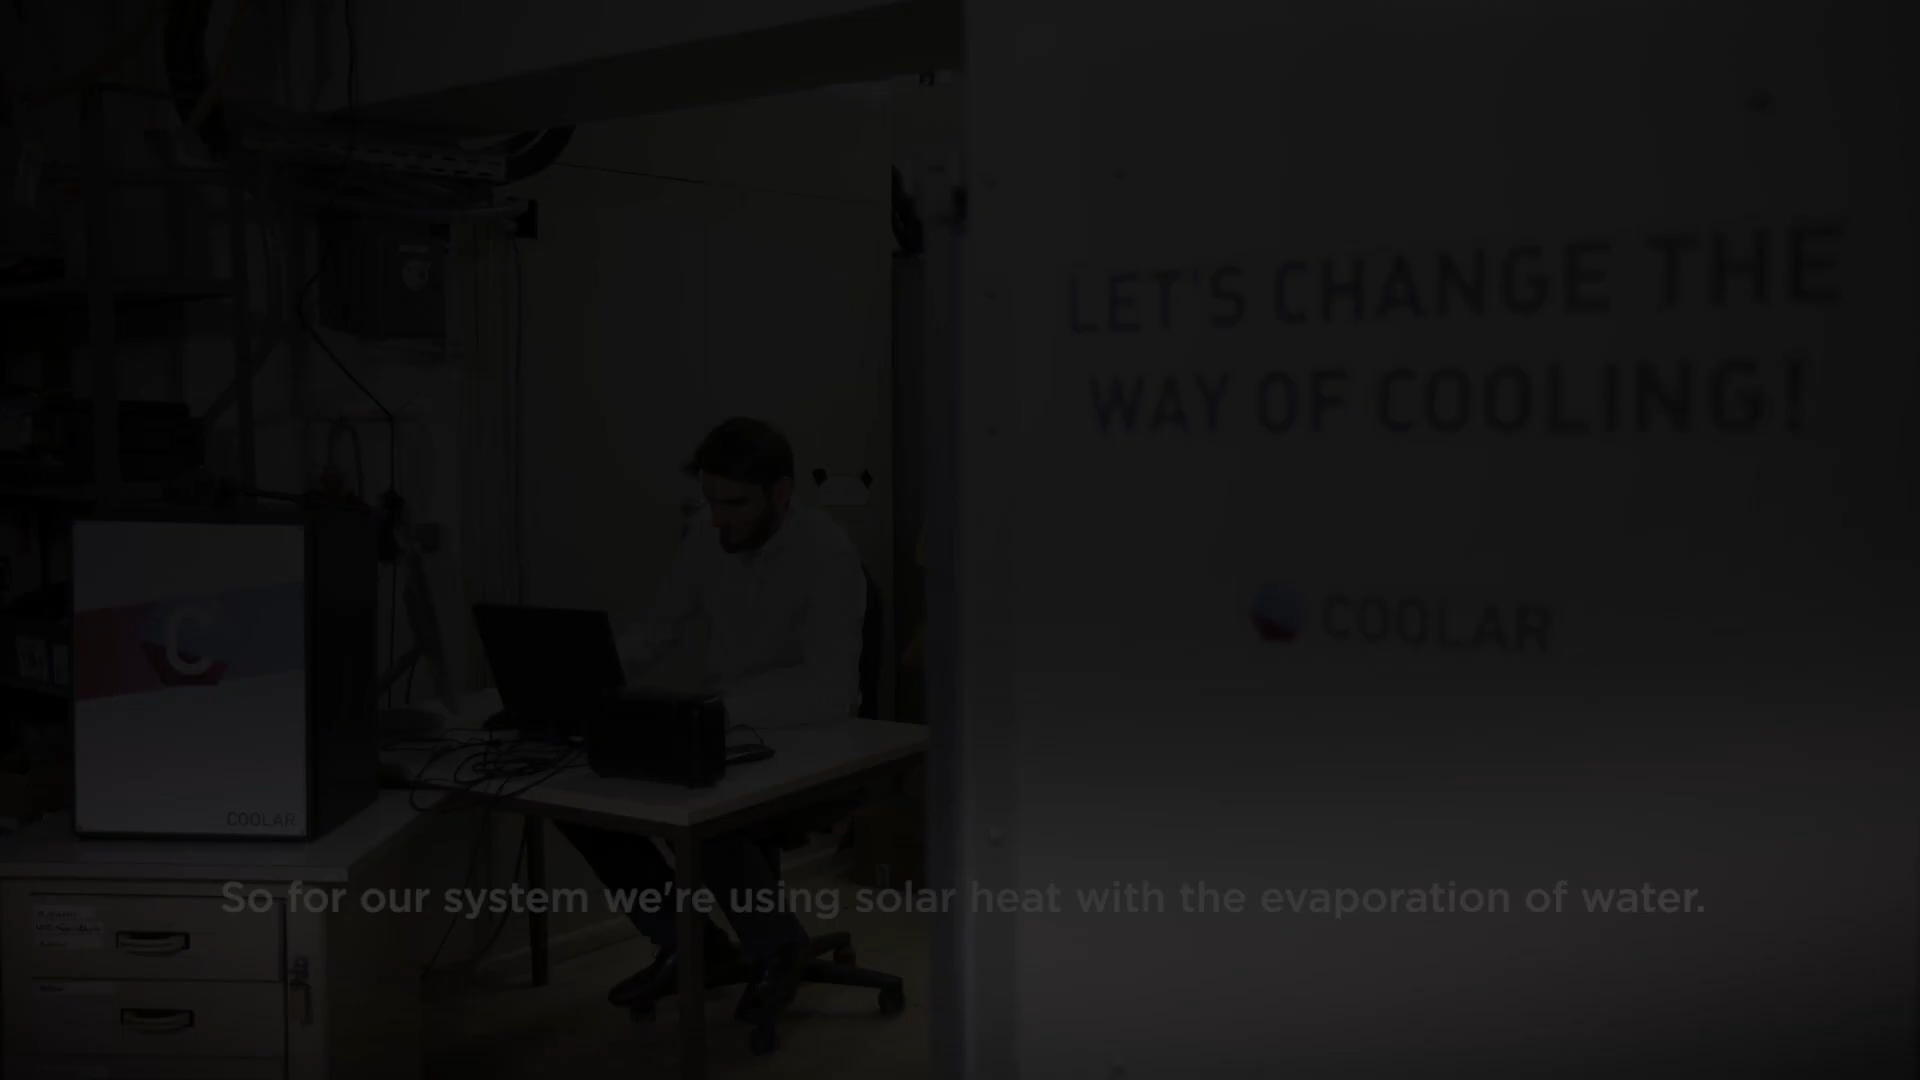 LET'S CHANGE THE
WAY OF COOLING!
COOLAR
C
COOLAR
So for our system we're using solar heat with the evaporation of water.